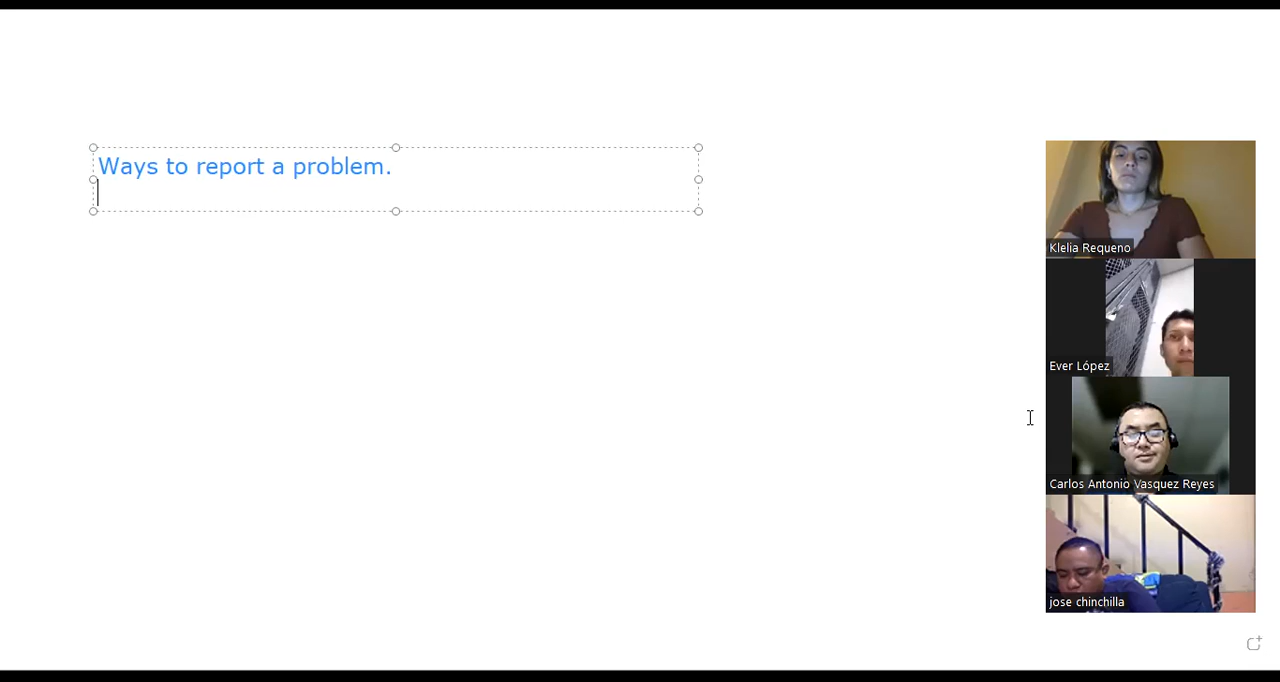 Ways to report a problem.
Klelia Requeno
Ever López
Carlos Antonio Vasquez Reyes
jose chinchilla